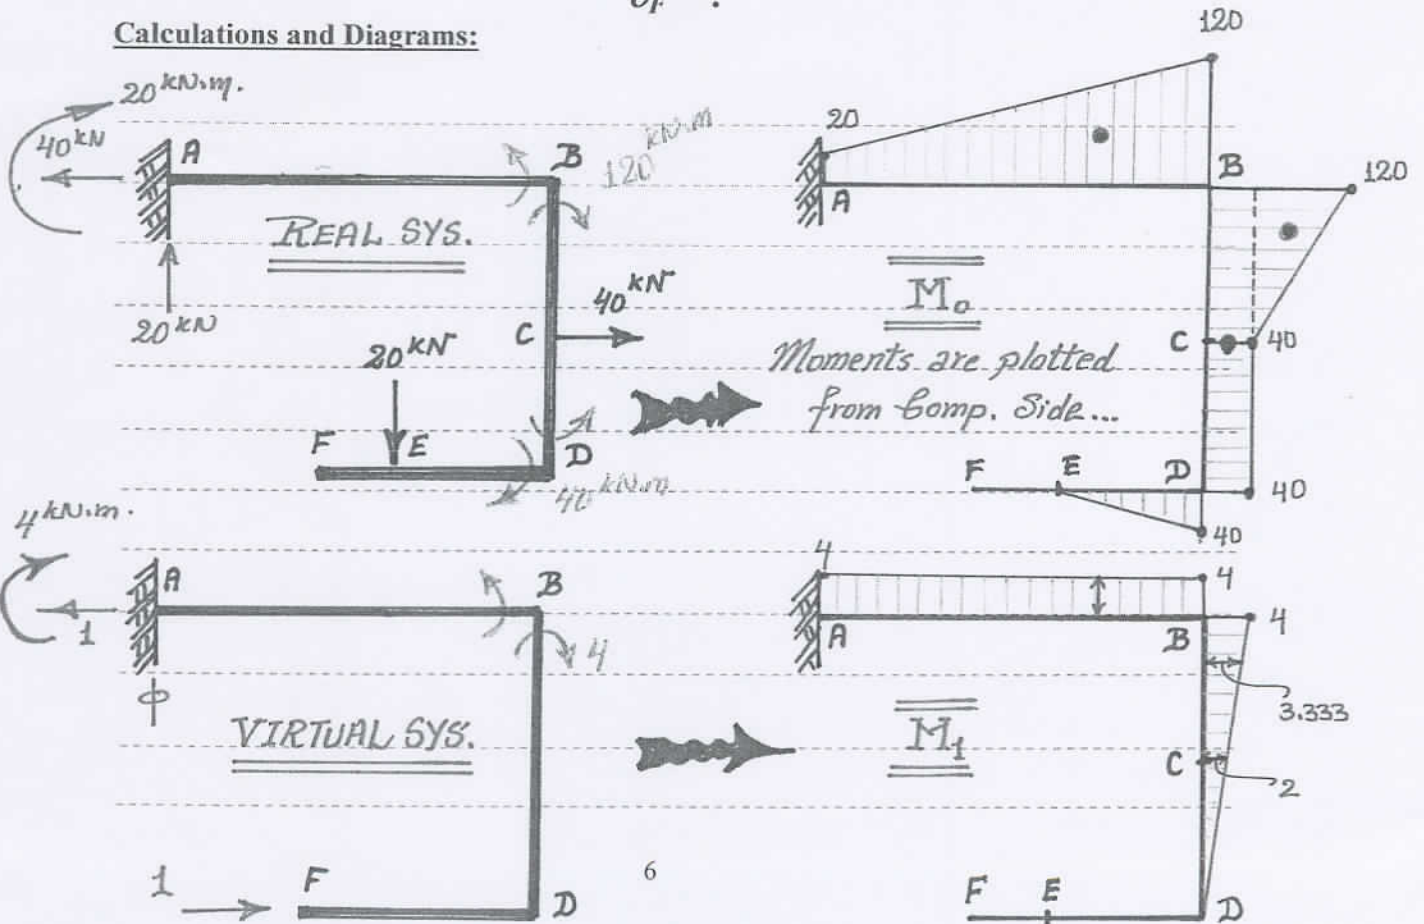 Calculations and Diagrams:
120
20 kN.m.
40 kN
A
B
120 kN.m
20
B
120
A
REAL SYS.
M₀
40 kN
20 kN
20 kN
C
C
40
Moments are plotted
from Comp. Side...
F
E
D
F
E
D
40
40 kN.m
40
4 kN.m.
A
B
4
4
4
1
4
A
B
3.333
VIRTUAL SYS.
M₁
C
2
1
F
6
D
F
E
D